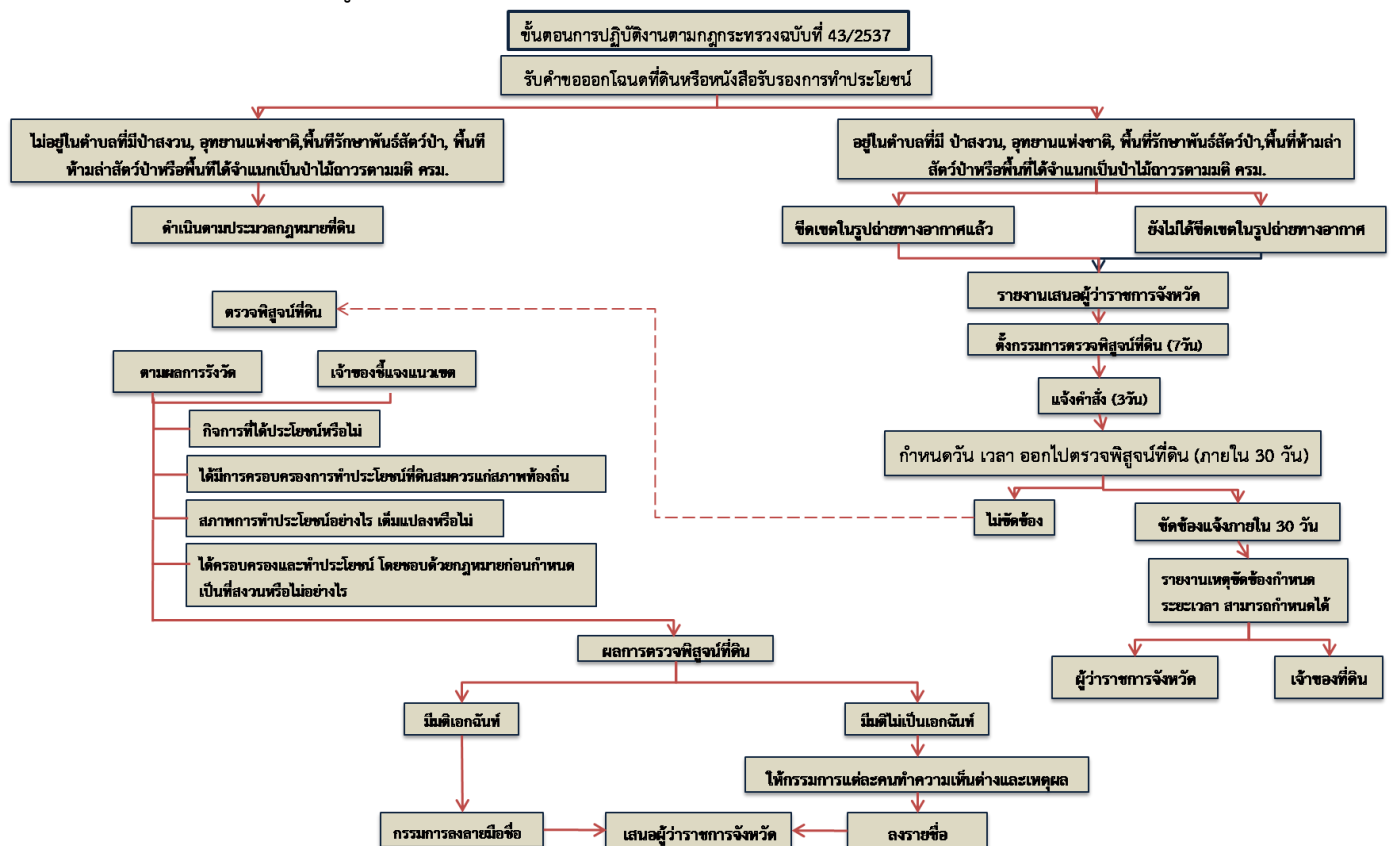 ขั้นตอนการปฏิบัติงานตามกฎกระทรวงฉบับที่ 43/2537
รับคำขอออกโฉนดที่ดินหรือหนังสือรับรองการทำประโยชน์
ไม่อยู่ในตำบลที่มีป่าสงวน, อุทยานแห่งชาติ,พื้นที่รักษาพันธ์สัตว์ป่า, พื้นที่
ห้ามล่าสัตว์ป่าหรือพื้นที่ได้จำแนกเป็นป่าไม้ถาวรตามมติ ครม.
อยู่ในตำบลที่มี ป่าสงวน, อุทยานแห่งชาติ, พื้นที่รักษาพันธ์สัตว์ป่า,พื้นที่ห้ามล่า
สัตว์ป่าหรือพื้นที่ได้จำแนกเป็นป่าไม้ถาวรตามมติ ครม.
ดำเนินตามประมวลกฎหมายที่ดิน
ขีดเขตในรูปถ่ายทางอากาศแล้ว
ยังไม่ได้ขีดเขตในรูปถ่ายทางอากาศ
รายงานเสนอผู้ว่าราชการจังหวัด
ตรวจพิสูจน์ที่ดิน
ตั้งกรรมการตรวจพิสูจน์ที่ดิน (7วัน)
ตามผลการรังวัด
เจ้าของชี้แจงแนวเขต
แจ้งคำสั่ง (3วัน)
กิจการที่ได้ประโยชน์หรือไม่
กำหนดวัน เวลา ออกไปตรวจพิสูจน์ที่ดิน (ภายใน 30 วัน)
ได้มีการครอบครองการทำประโยชน์ที่ดินสมควรแก่สภาพท้องถิ่น
สภาพการทำประโยชน์อย่างไร เต็มแปลงหรือไม่
ไม่ขัดข้อง
ขัดข้องแจ้งภายใน 30 วัน
ได้ครอบครองและทำประโยชน์ โดยชอบด้วยกฎหมายก่อนกำหนด
เป็นที่สงวนหรือไม่อย่างไร
รายงานเหตุขัดข้องกำหนด
ระยะเวลา สามารถกำหนดได้
ผลการตรวจพิสูจน์ที่ดิน
ผู้ว่าราชการจังหวัด
เจ้าของที่ดิน
มีมติเอกฉันท์
มีมติไม่เป็นเอกฉันท์
ให้กรรมการแต่ละคนทำความเห็นต่างและเหตุผล
กรรมการลงลายมือชื่อ
เสนอผู้ว่าราชการจังหวัด
ลงรายชื่อ